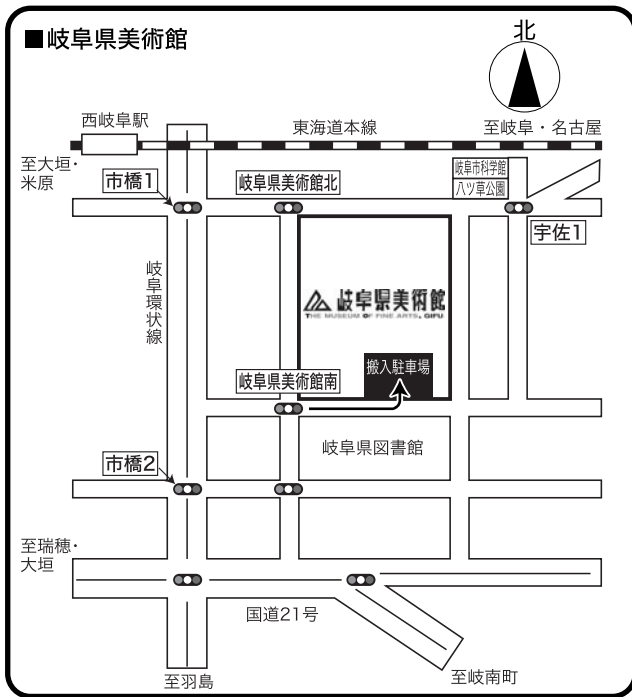 ■岐阜県美術館
北
西岐阜駅
東海道本線
至岐阜・名古屋
至大垣・
米原
市橋1
岐阜県美術館北
岐阜市科学館
八ツ草公園
宇佐1
岐阜環状線
岐阜県美術館
THE MUSEUM OF FINE ARTS, GIFU
搬入駐車場
岐阜県美術館南
岐阜県図書館
市橋2
至瑞穂・
大垣
国道21号
至羽島
至岐南町